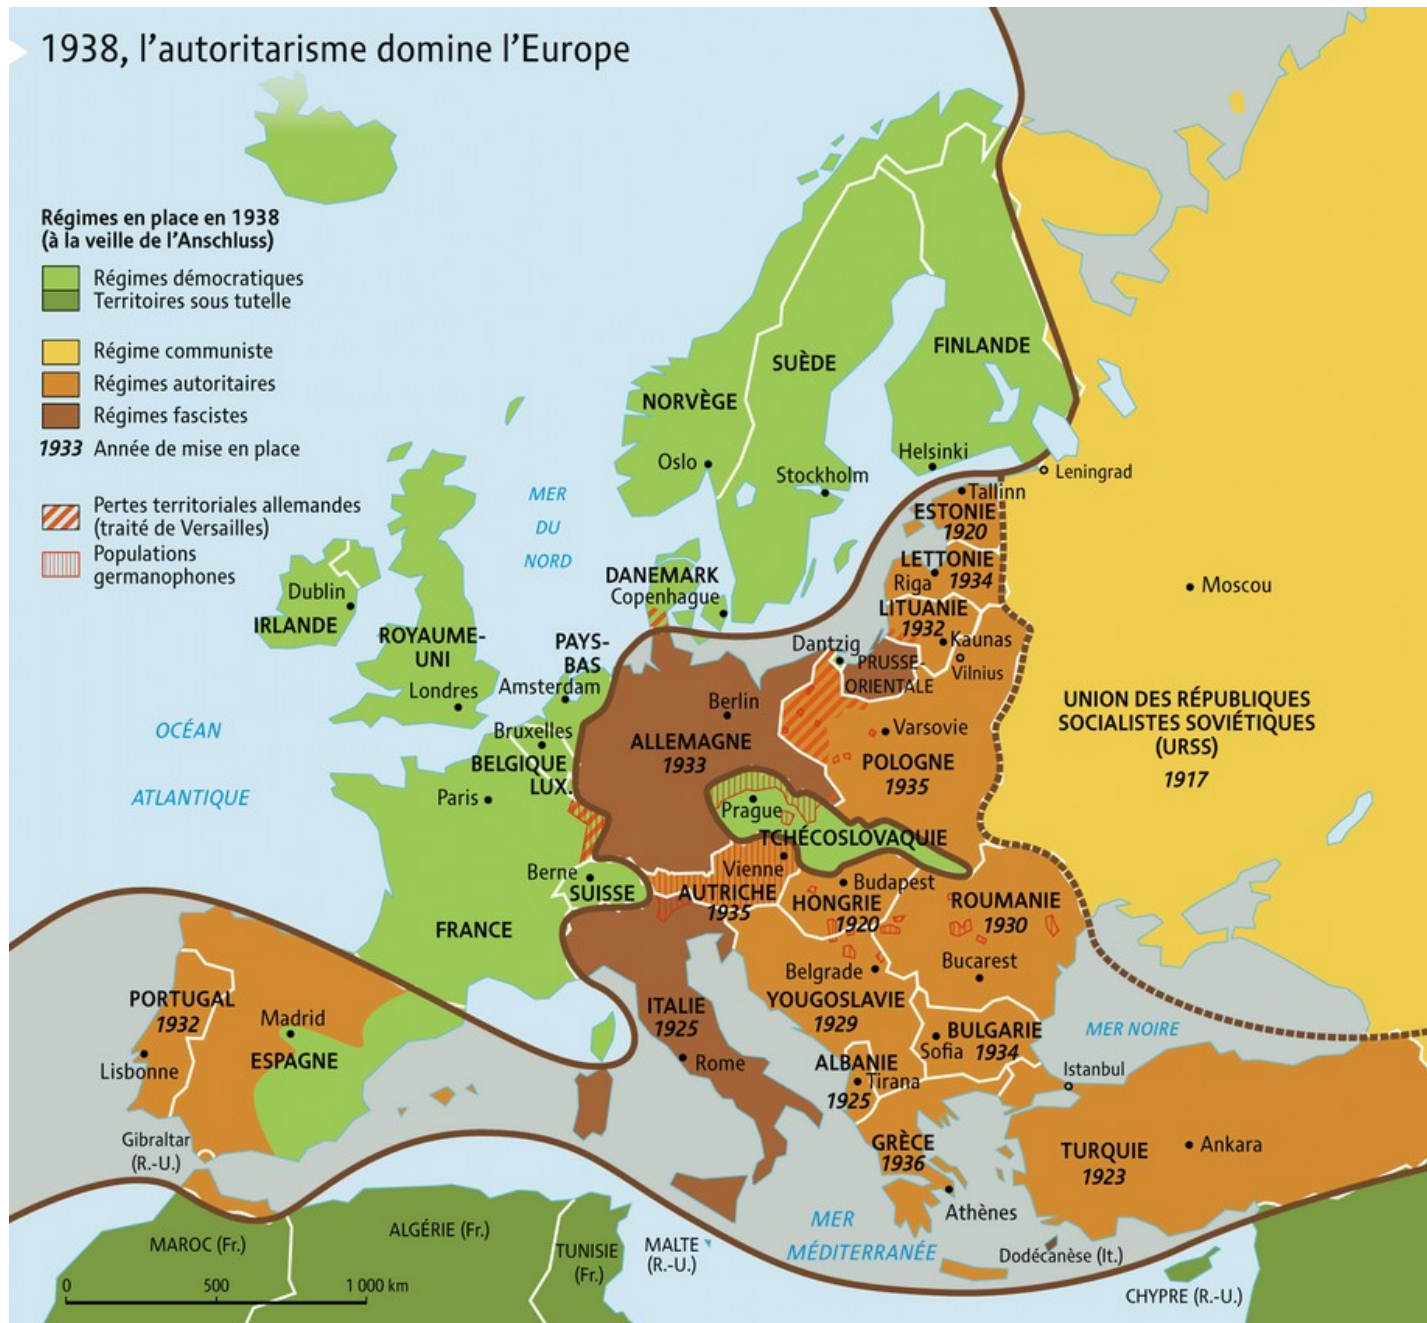 1938, l'autoritarisme domine l'Europe
Régimes en place en 1938
(à la veille de l'Anschluss)
Régimes démocratiques
Territoires sous tutelle
Régime communiste
Régimes autoritaires
Régimes fascistes
1933 Année de mise en place
Pertes territoriales allemandes
(traité de Versailles)
Populations
germanophones
OCÉAN
ATLANTIQUE
MER
DU
NORD
NORVÈGE
Oslo
SUÈDE
Stockholm
FINLANDE
Helsinki
Leningrad
Tallinn
ESTONIE
1920
LETTONIE
Riga
1934
LITUANIE
1932
Kaunas
Vilnius
Moscou
UNION DES RÉPUBLIQUES
SOCIALISTES SOVIÉTIQUES
(URSS)
1917
Dublin
IRLANDE
ROYAUME-
UNI
Londres
DANEMARK
Copenhague
PAYS-
BAS
Amsterdam
Bruxelles
BELGIQUE
LUX.
Paris
FRANCE
Berne
SUISSE
Berlin
ALLEMAGNE
1933
Dantzig
PRUSSE-
ORIENTALE
Varsovie
POLOGNE
1935
Prague
TCHÉCOSLOVAQUIE
Vienne
AUTRICHE
1935
Budapest
HONGRIE
1920
ROUMANIE
1930
Bucarest
Belgrade
YOUGOSLAVIE
1929
BULGARIE
Sofia
1934
ALBANIE
Tirana
1925
GRÈCE
1936
Athènes
MER NOIRE
Istanbul
TURQUIE
1923
Ankara
ITALIE
1925
Rome
PORTUGAL
1932
Lisbonne
Madrid
ESPAGNE
Gibraltar
(R.-U.)
MAROC (Fr.)
ALGÉRIE (Fr.)
TUNISIE
(Fr.)
MALTE
(R.-U.)
MER
MÉDITERRANÉE
Dodécanèse (It.)
CHYPRE (R.-U.)
0 500 1 000 km